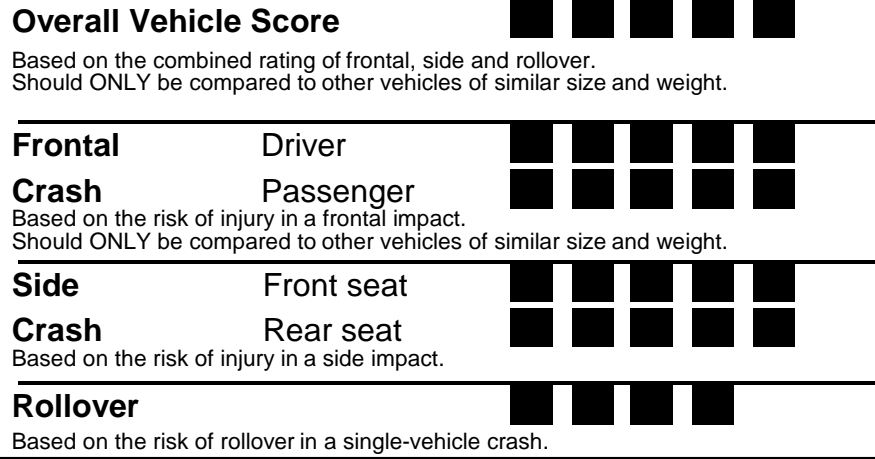 Overall Vehicle Score
Based on the combined rating of frontal, side and rollover.
Should ONLY be compared to other vehicles of similar size and weight.
Frontal Driver
Crash Passenger
Based on the risk of injury in a frontal impact.
Should ONLY be compared to other vehicles of similar size and weight.
Side Front seat
Crash Rear seat
Based on the risk of injury in a side impact.
Rollover
Based on the risk of rollover in a single-vehicle crash.